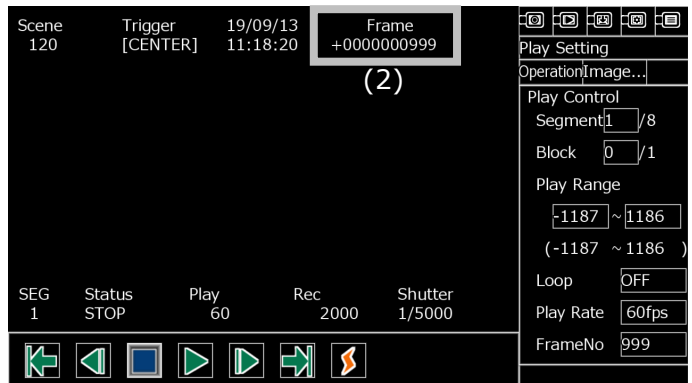 Scene Trigger 19/09/13 Frame
120 [CENTER] 11:18:20 +0000000999
(2)
SEG Status Play Rec Shutter
1 STOP 60 2000 1/5000
Play Setting
Operation Image...
Play Control
Segment 1 /8
Block 0 /1
Play Range
-1187 ~ 1186
(-1187 ~ 1186 )
Loop OFF
Play Rate 60fps
FrameNo 999